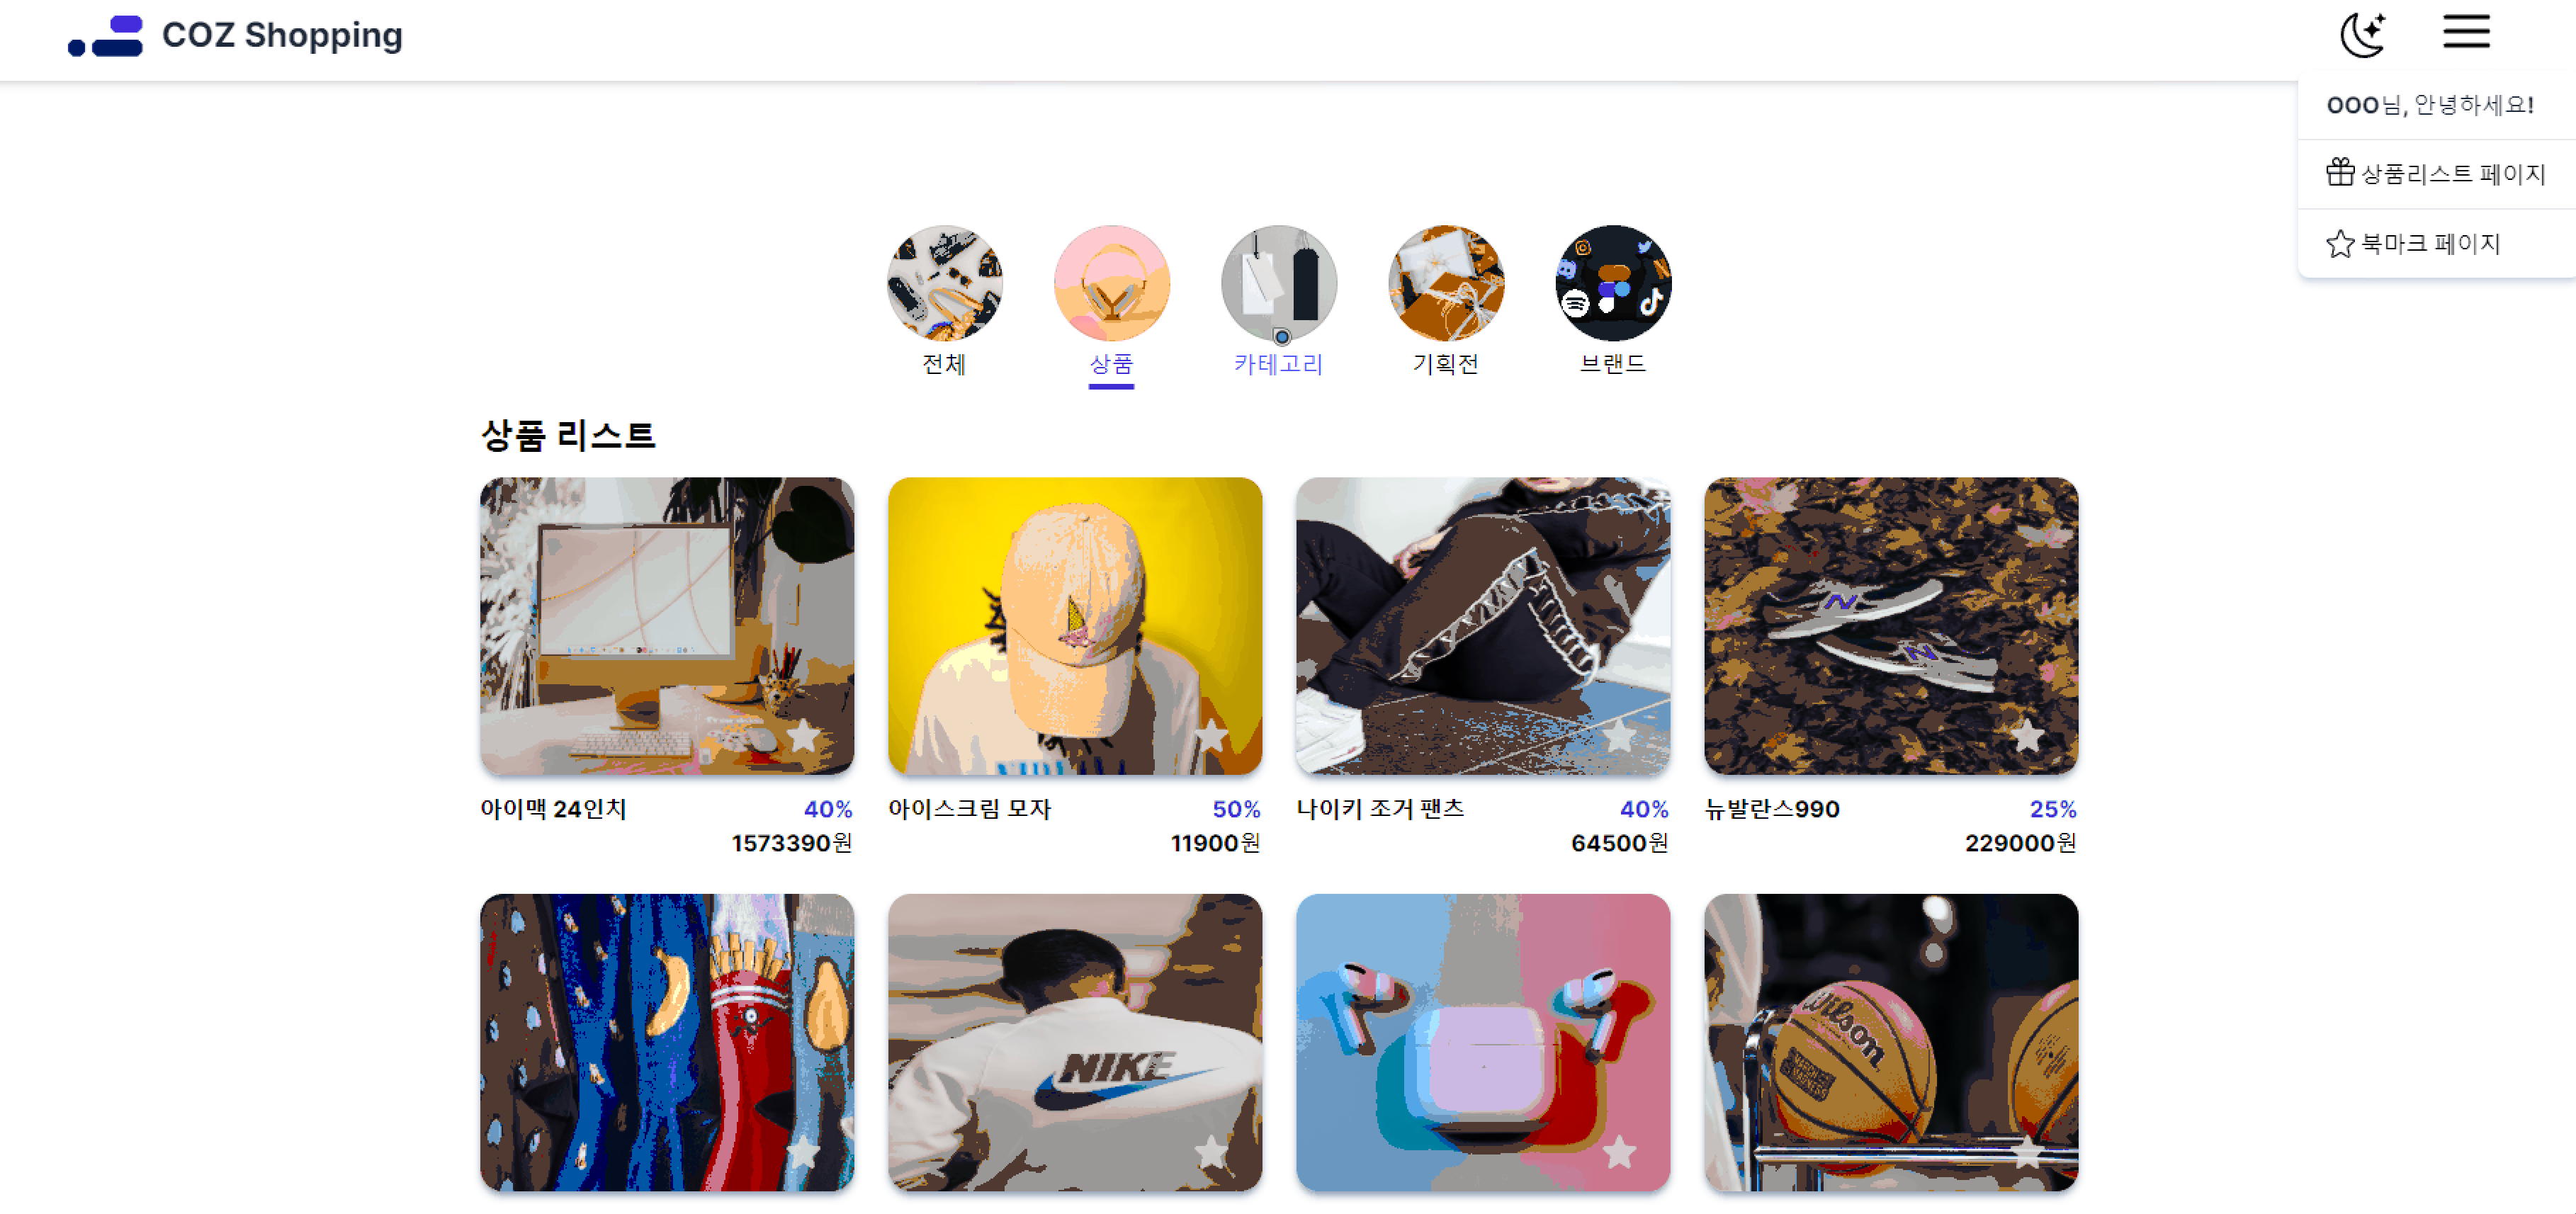 COZ Shopping
OOO님, 안녕하세요!
상품리스트 페이지
북마크 페이지
전체
상품
카테고리
기획전
브랜드
상품 리스트
아이맥 24인치
40%
1573390원
아이스크림 모자
50%
11900원
나이키 조거 팬츠
40%
64500원
뉴발란스990
25%
229000원
NIKE
Wilson